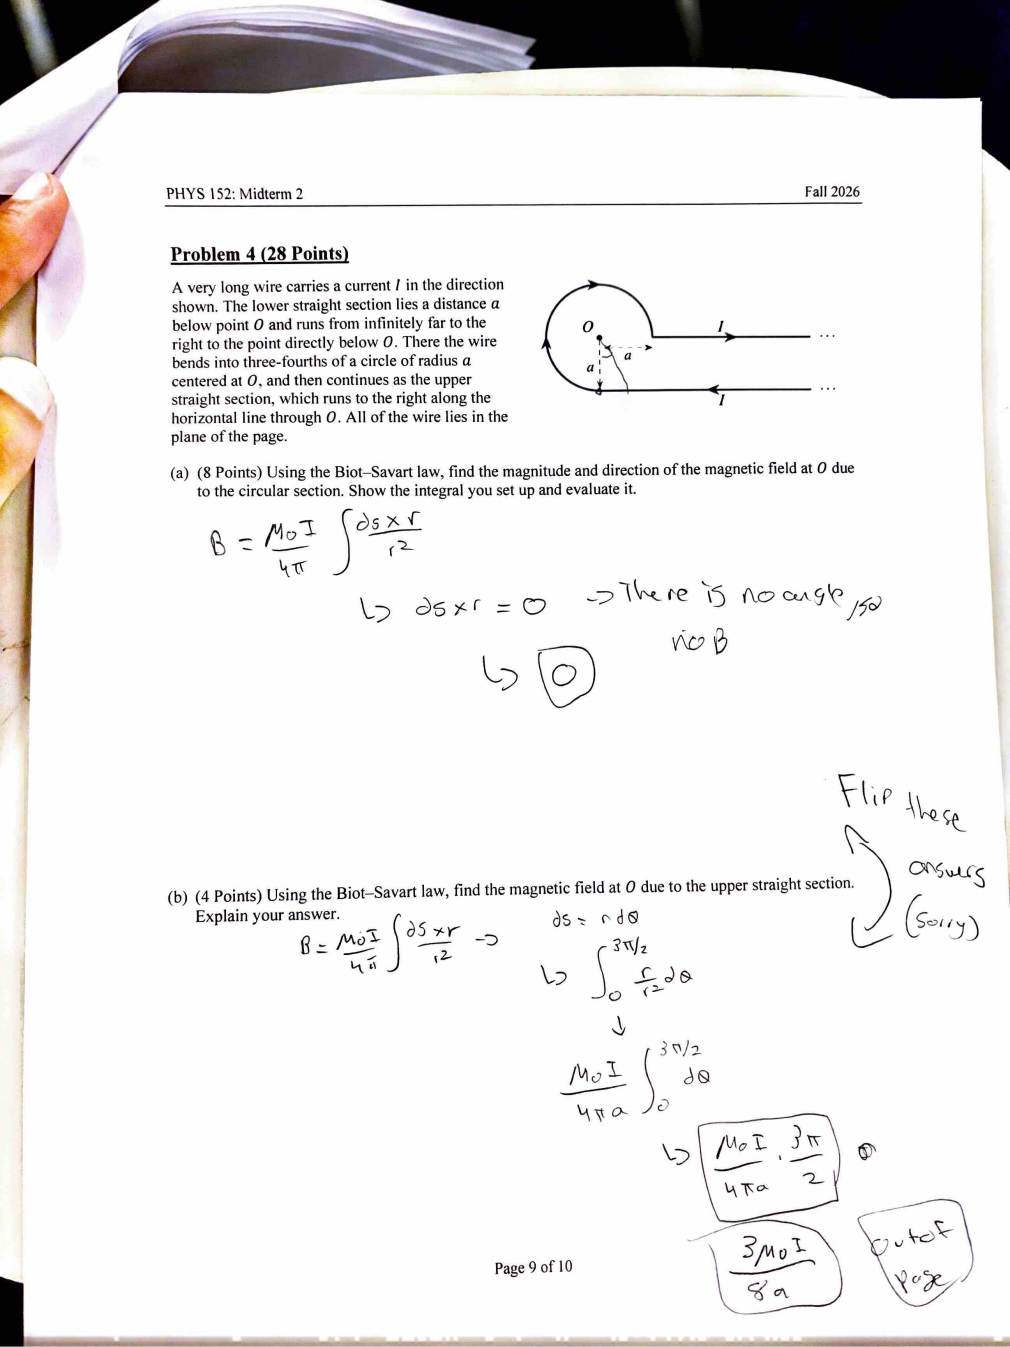 PHYS 152: Midterm 2
Fall 2026
Problem 4 (28 Points)
A very long wire carries a current I in the direction
shown. The lower straight section lies a distance a
below point O and runs from infinitely far to the
right to the point directly below O. There the wire
bends into three-fourths of a circle of radius a
centered at O, and then continues as the upper
straight section, which runs to the right along the
horizontal line through O. All of the wire lies in the
plane of the page.
O
a
a
I
...
I
...
(a) (8 Points) Using the Biot–Savart law, find the magnitude and direction of the magnetic field at O due
to the circular section. Show the integral you set up and evaluate it.
B = μ₀I/4π ∫ ds × r / r²
↳ ds × r = 0 → There is no angle, so
no B
↳ 0
Flip these
answers
(sorry)
(b) (4 Points) Using the Biot–Savart law, find the magnetic field at O due to the upper straight section.
Explain your answer.
B = μ₀I/4π ∫ ds × r / r² →
ds = r dθ
↳ ∫₀^{3π/2} r/r² dθ
↓
μ₀I/4πa ∫₀^{3π/2} dθ
↳ μ₀I/4πa · 3π/2
3μ₀I/8a
out of
Page
Page 9 of 10